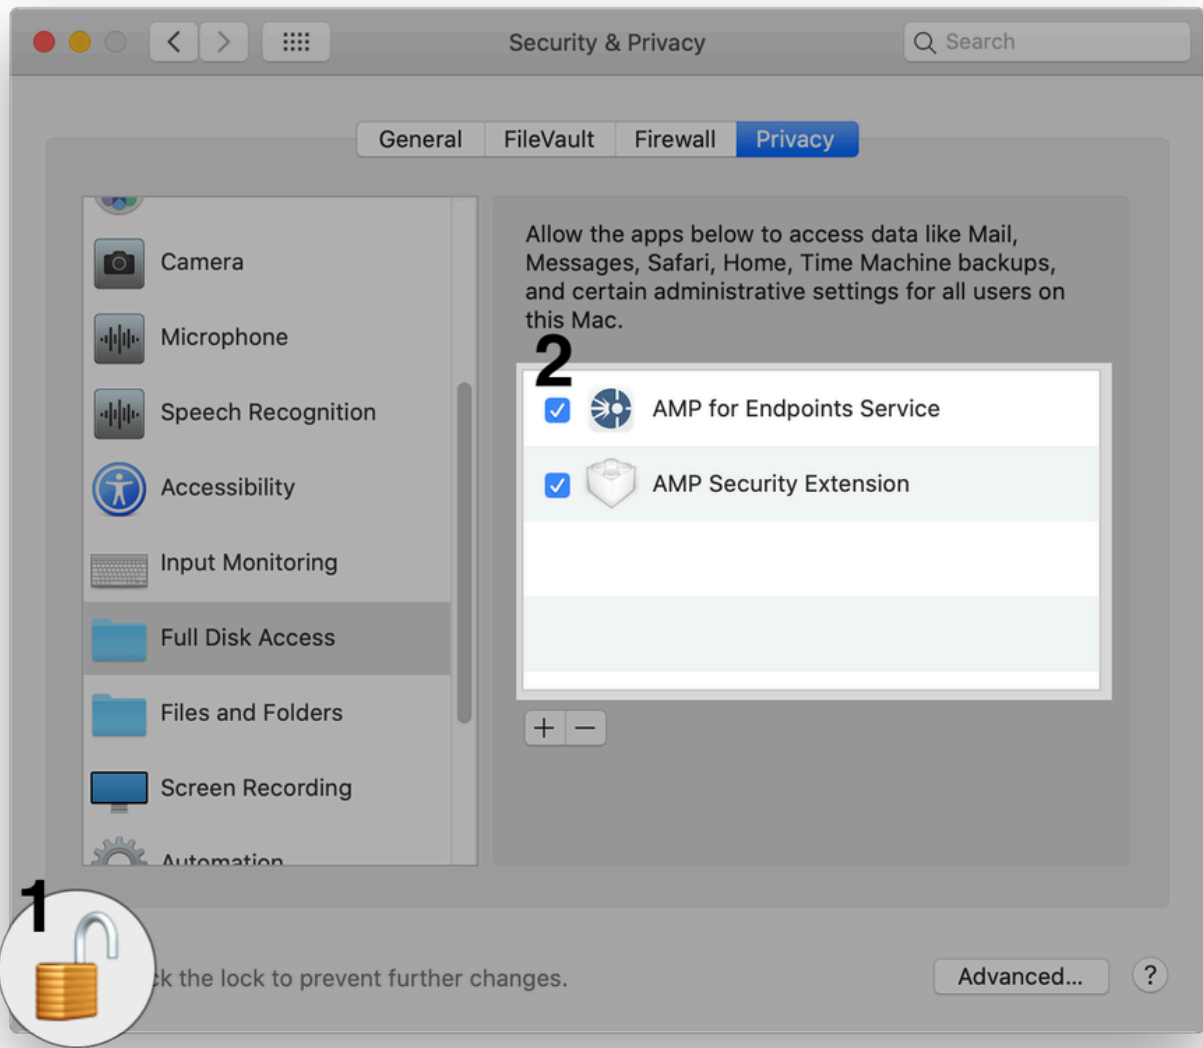 Security & Privacy
Search
General
FileVault
Firewall
Privacy
Camera
Microphone
Speech Recognition
Accessibility
Input Monitoring
Full Disk Access
Files and Folders
Screen Recording
Automation
Allow the apps below to access data like Mail,
Messages, Safari, Home, Time Machine backups,
and certain administrative settings for all users on
this Mac.
2
AMP for Endpoints Service
AMP Security Extension
+ −
1
ck the lock to prevent further changes.
Advanced...
?